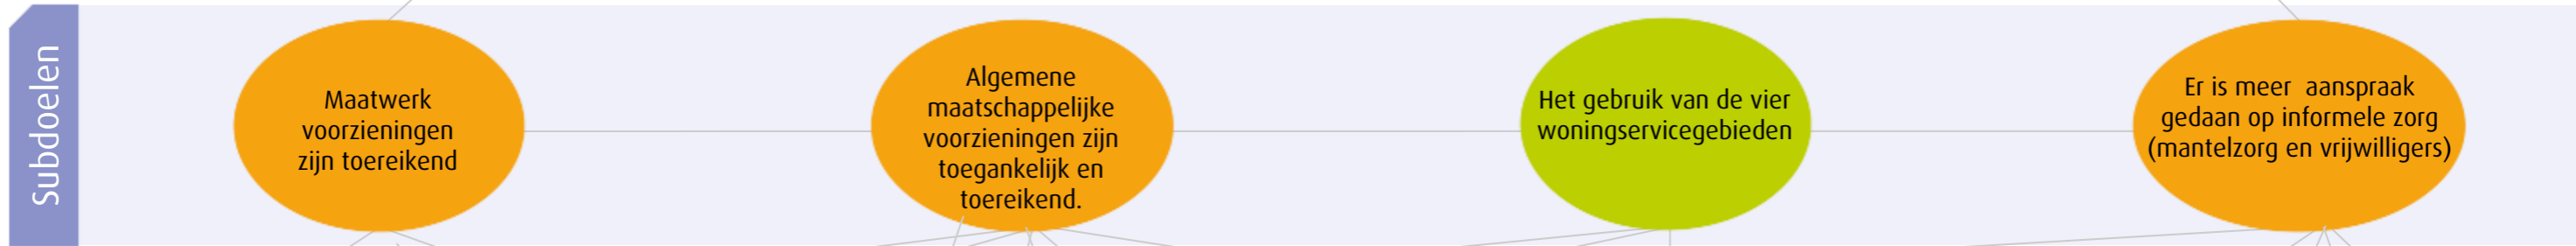 Subdoelen
Maatwerk
voorzieningen
zijn toereikend
Algemene
maatschappelijke
voorzieningen zijn
toegankelijk en
toereikend.
Het gebruik van de vier
woningservicegebieden
Er is meer  aanspraak
gedaan op informele zorg
(mantelzorg en vrijwilligers)